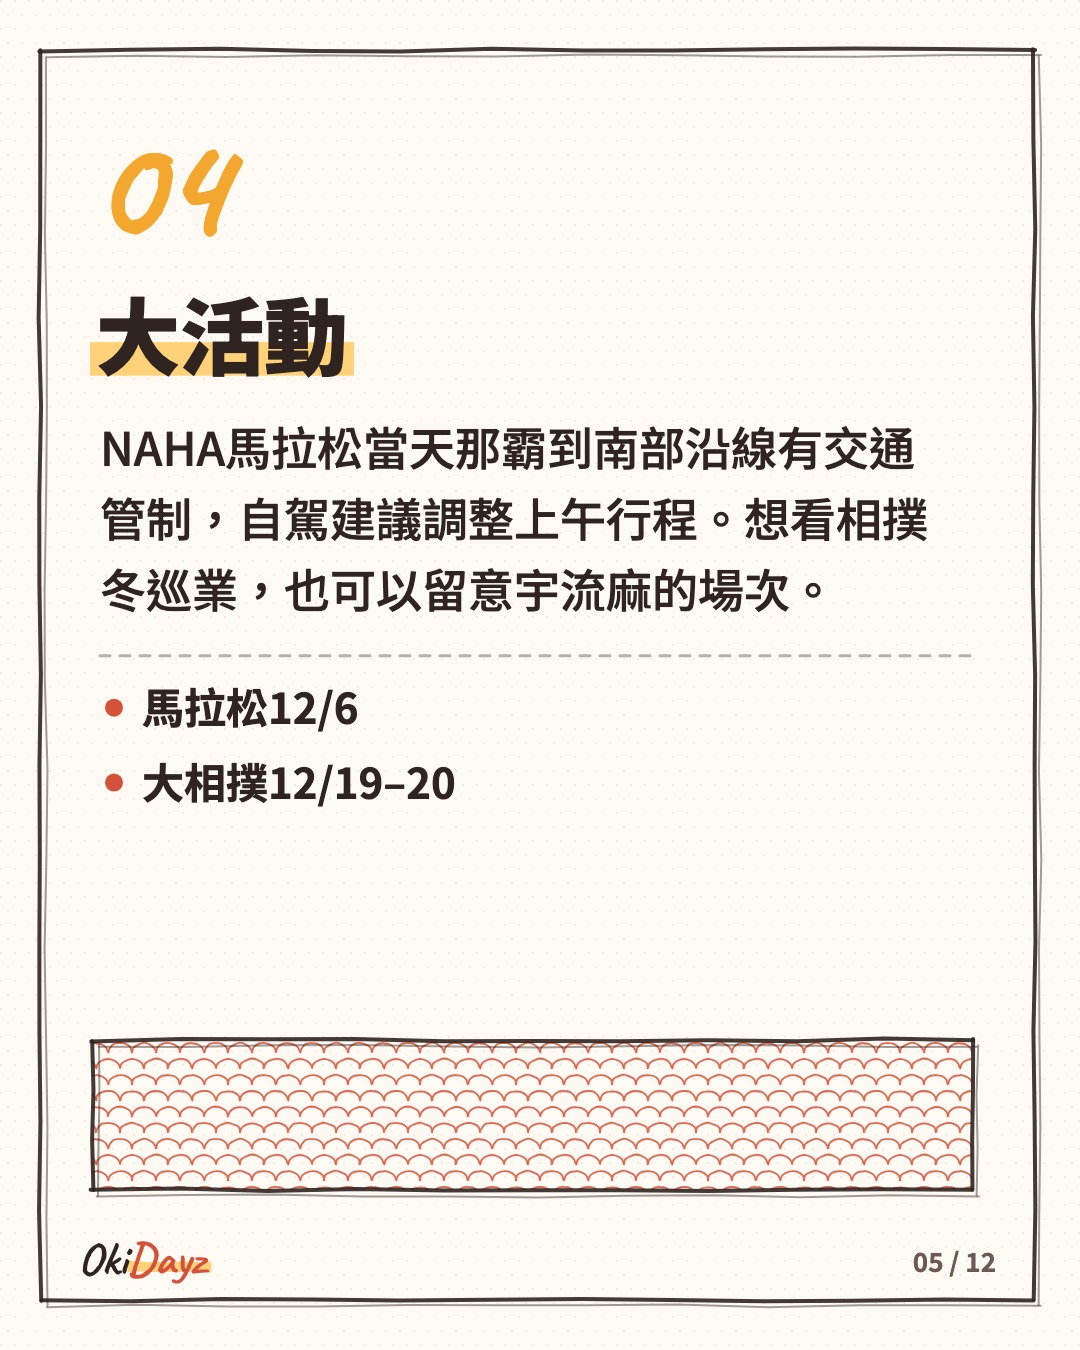 04
大活動
NAHA馬拉松當天那霸到南部沿線有交通
管制，自駕建議調整上午行程。想看相撲
冬巡業，也可以留意宇流麻的場次。
馬拉松12/6
大相撲12/19–20
OkiDayz
05 / 12